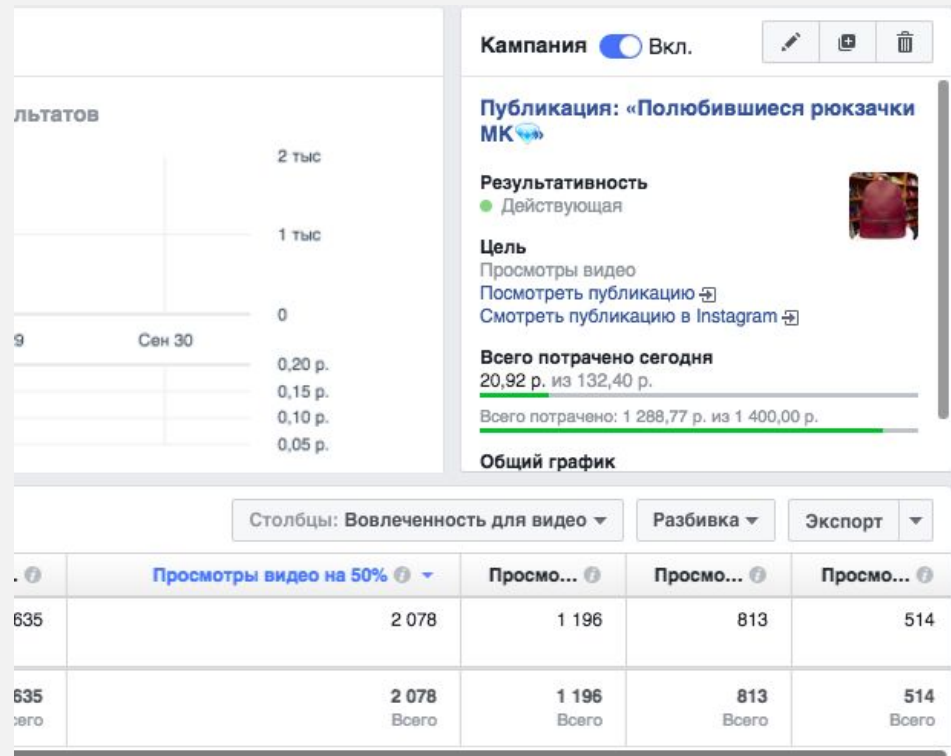 Кампания Вкл.
льтатов
2 тыс
1 тыс
0
9 Сен 30
0,20 р.
0,15 р.
0,10 р.
0,05 р.
Публикация: «Полюбившиеся рюкзачки
МК💎»
Результативность
Действующая
Цель
Просмотры видео
Посмотреть публикацию
Смотреть публикацию в Instagram
Всего потрачено сегодня
20,92 р. из 132,40 р.
Всего потрачено: 1 288,77 р. из 1 400,00 р.
Общий график
Столбцы: Вовлеченность для видео Разбивка Экспорт
. Просмотры видео на 50% Просмо... Просмо... Просмо...
635 2 078 1 196 813 514
635 2 078 1 196 813 514
сего Всего Всего Всего Всего